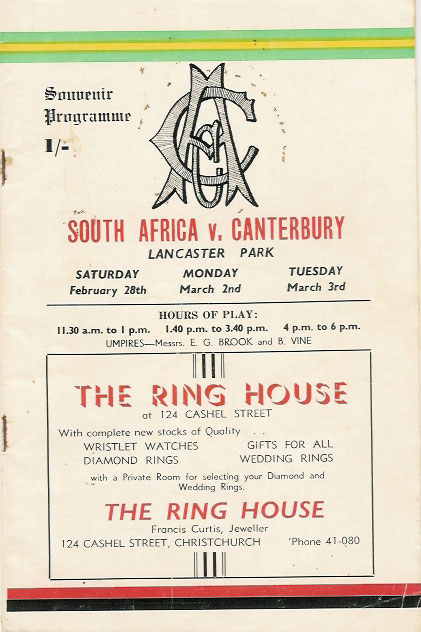 Souvenir
Programme
1/-
SOUTH AFRICA v. CANTERBURY
LANCASTER PARK
SATURDAY MONDAY TUESDAY
February 28th March 2nd March 3rd
HOURS OF PLAY:
11.30 a.m. to 1 p.m. 1.40 p.m. to 3.40 p.m. 4 p.m. to 6 p.m.
UMPIRES—Messrs. E. G. BROOK and B. VINE
THE RING HOUSE
at 124 CASHEL STREET
With complete new stocks of Quality . .
WRISTLET WATCHES GIFTS FOR ALL
DIAMOND RINGS WEDDING RINGS
with a Private Room for selecting your Diamond and
Wedding Rings.
THE RING HOUSE
Francis Curtis, Jeweller
124 CASHEL STREET, CHRISTCHURCH 'Phone 41-080